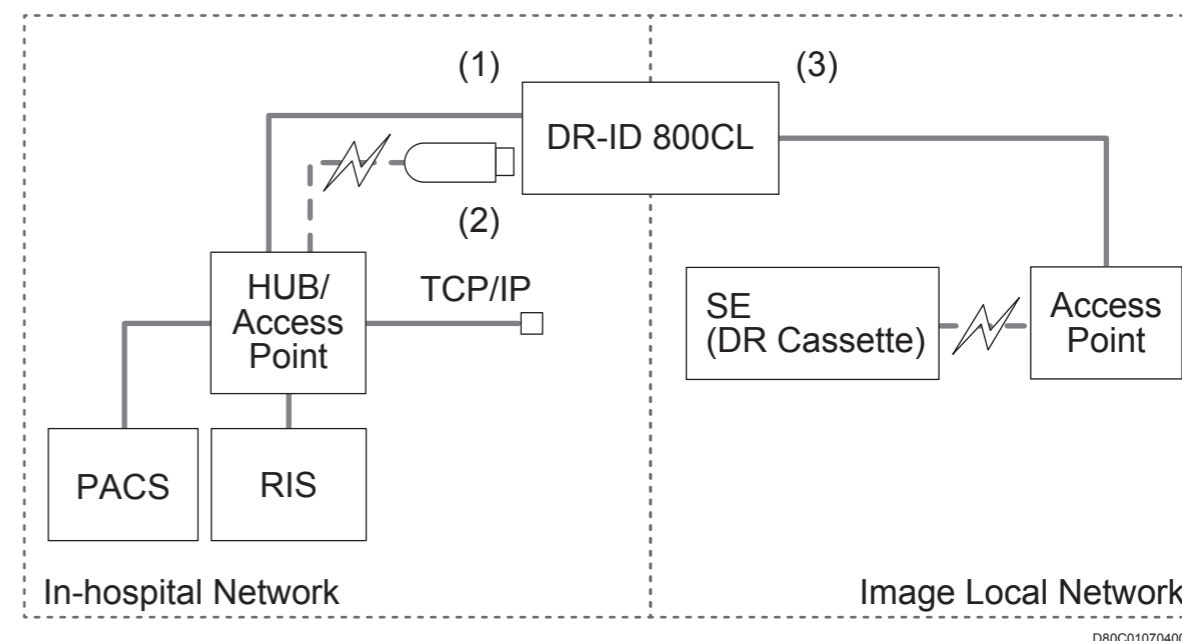 (1)
(3)
DR-ID 800CL
(2)
HUB/
Access
Point
TCP/IP
SE
(DR Cassette)
Access
Point
PACS
RIS
In-hospital Network
Image Local Network
D80C01070400